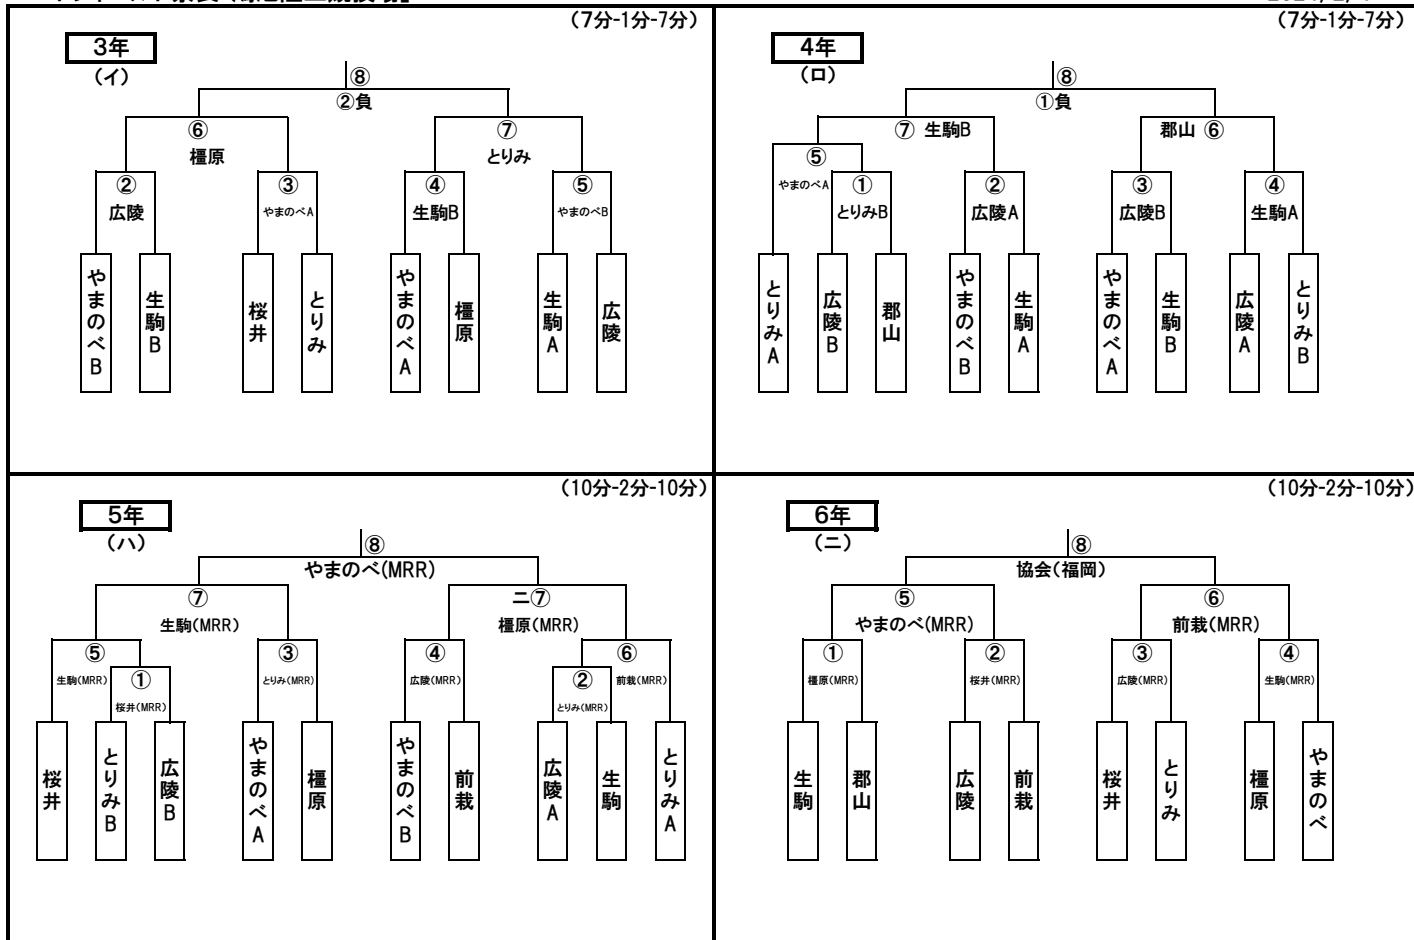 (7分-1分-7分)
3年
(イ)
⑧
②負
⑥
橿原
⑦
とりみ
②
広陵
③
やまのべA
④
生駒B
⑤
やまのべB
やまのべB
生駒B
桜井
とりみ
やまのべA
橿原
生駒A
広陵
(7分-1分-7分)
4年
(ロ)
⑧
①負
⑦ 生駒B
郡山 ⑥
⑤
やまのべA
①
とりみB
②
広陵A
③
広陵B
④
生駒A
とりみA
広陵B
郡山
やまのべB
生駒A
やまのべA
生駒B
広陵A
とりみB
(10分-2分-10分)
5年
(ハ)
⑧
やまのべ(MRR)
⑦
生駒(MRR)
ニ⑦
橿原(MRR)
⑤
生駒(MRR)
①
桜井(MRR)
③
とりみ(MRR)
④
広陵(MRR)
②
とりみ(MRR)
⑥
前栽(MRR)
桜井
とりみB
広陵B
やまのべA
橿原
やまのべB
前栽
広陵A
生駒
とりみA
(10分-2分-10分)
6年
(ニ)
⑧
協会(福岡)
⑤
やまのべ(MRR)
⑥
前栽(MRR)
①
橿原(MRR)
②
桜井(MRR)
③
広陵(MRR)
④
生駒(MRR)
生駒
郡山
広陵
前栽
桜井
とりみ
橿原
やまのべ